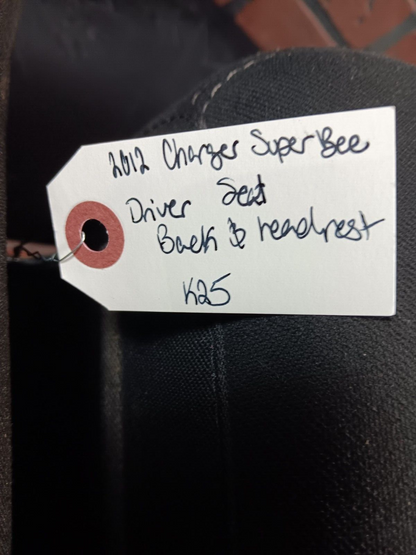 2012 Charger SuperBee
Driver Seat
Back & headrest
K25